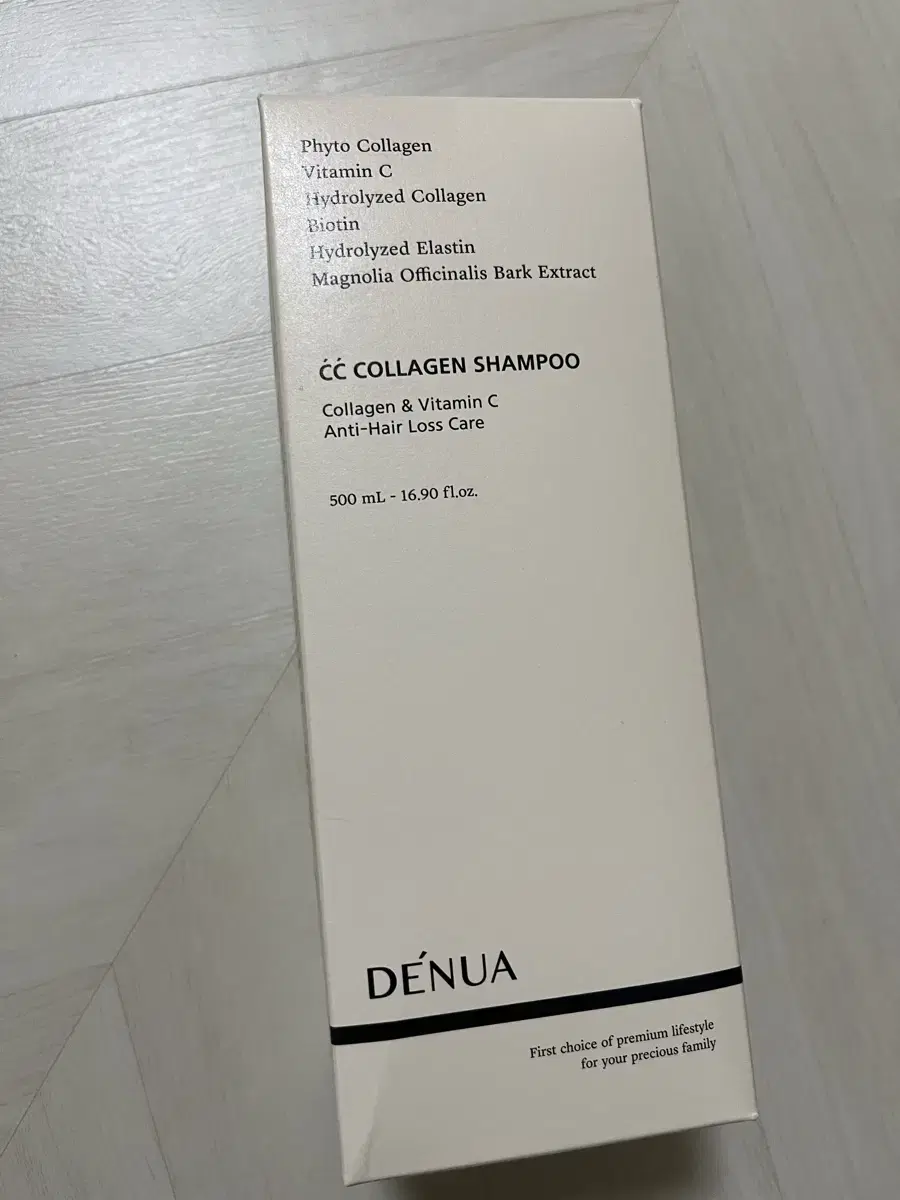 Phyto Collagen
Vitamin C
Hydrolyzed Collagen
Biotin
Hydrolyzed Elastin
Magnolia Officinalis Bark Extract
ĆĆ COLLAGEN SHAMPOO
Collagen & Vitamin C
Anti-Hair Loss Care
500 mL - 16.90 fl.oz.
DÉNUA
First choice of premium lifestyle
for your precious family